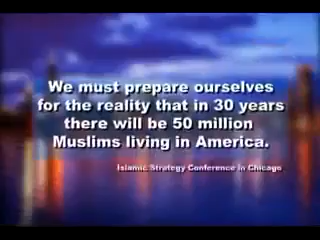 We must prepare ourselves
for the reality that in 30 years
there will be 50 million
Muslims living in America.
Islamic Strategy Conference in Chicago